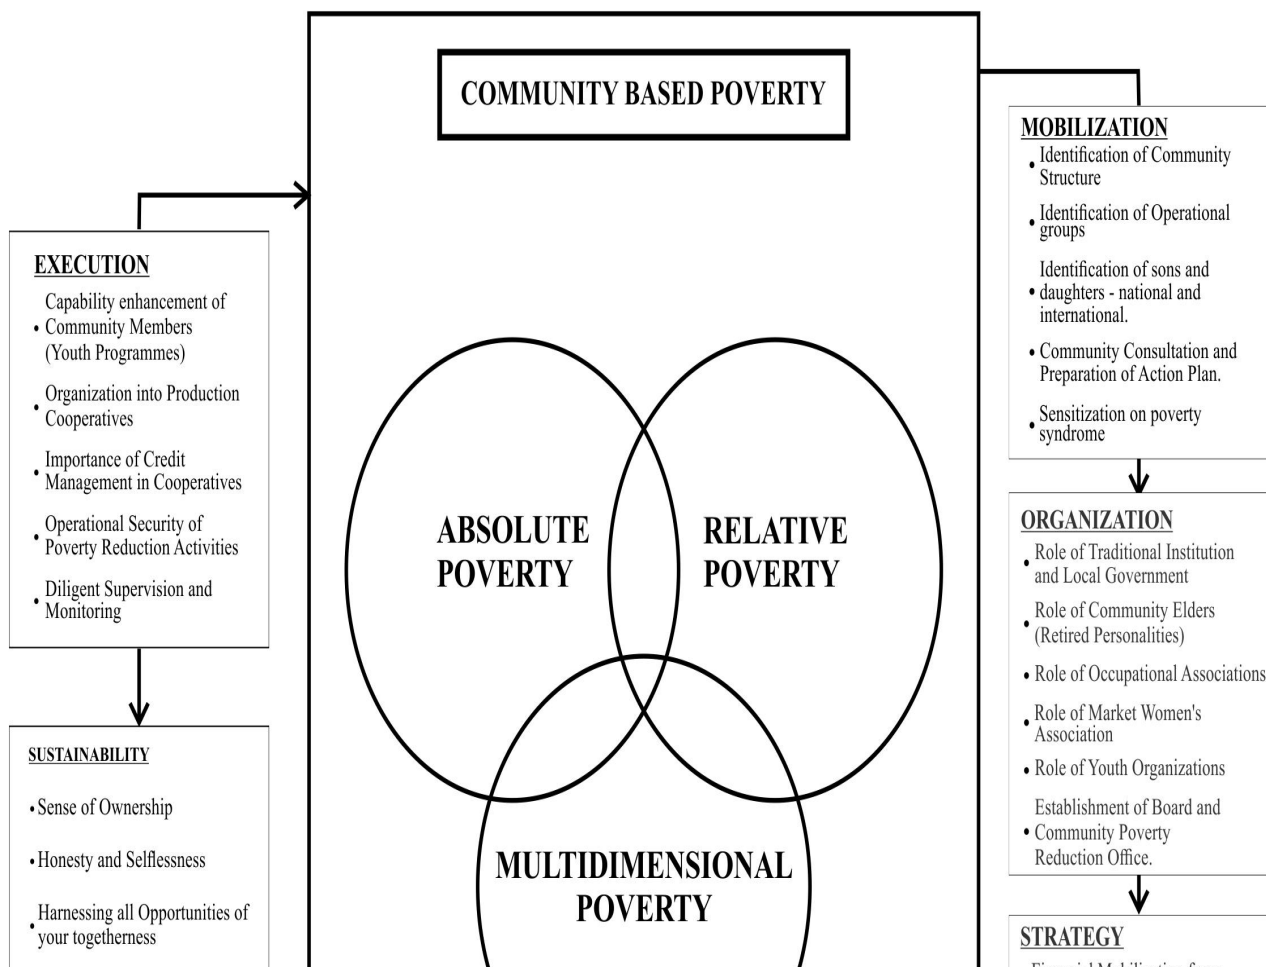 COMMUNITY BASED POVERTY
EXECUTION
Capability enhancement of
• Community Members
(Youth Programmes)
• Organization into Production
Cooperatives
• Importance of Credit
Management in Cooperatives
• Operational Security of
Poverty Reduction Activities
• Diligent Supervision and
Monitoring
SUSTAINABILITY
• Sense of Ownership
• Honesty and Selflessness
• Harnessing all Opportunities of
your togetherness
ABSOLUTE
POVERTY
RELATIVE
POVERTY
MULTIDIMENSIONAL
POVERTY
MOBILIZATION
• Identification of Community
Structure
• Identification of Operational
groups
Identification of sons and
• daughters - national and
international.
• Community Consultation and
Preparation of Action Plan.
• Sensitization on poverty
syndrome
ORGANIZATION
• Role of Traditional Institution
and Local Government
• Role of Community Elders
(Retired Personalities)
• Role of Occupational Associations
• Role of Market Women's
Association
• Role of Youth Organizations
Establishment of Board and
• Community Poverty
Reduction Office.
STRATEGY